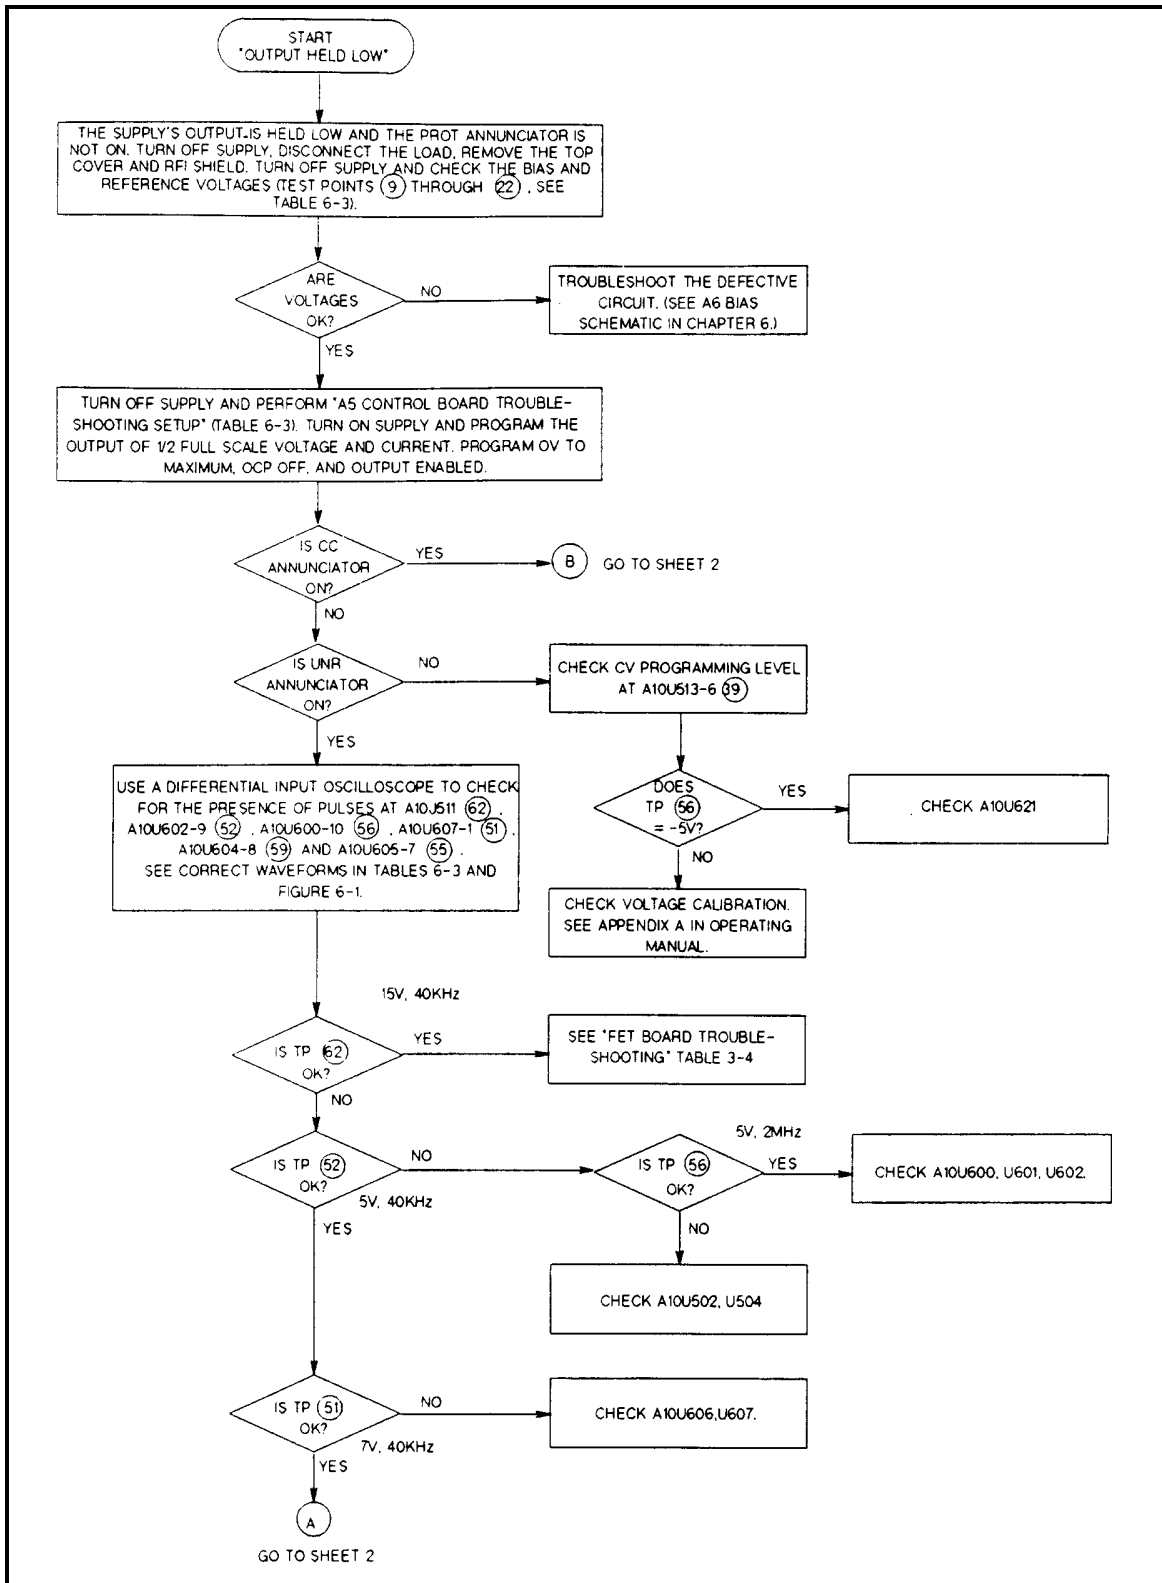 START
"OUTPUT HELD LOW"
THE SUPPLY'S OUTPUT IS HELD LOW AND THE PROT ANNUNCIATOR IS
NOT ON. TURN OFF SUPPLY, DISCONNECT THE LOAD, REMOVE THE TOP
COVER AND RFI SHIELD. TURN OFF SUPPLY AND CHECK THE BIAS AND
REFERENCE VOLTAGES (TEST POINTS 9 THROUGH 22, SEE
TABLE 6-3).
ARE
VOLTAGES
OK?
NO
TROUBLESHOOT THE DEFECTIVE
CIRCUIT. (SEE A6 BIAS
SCHEMATIC IN CHAPTER 6.)
YES
TURN OFF SUPPLY AND PERFORM "A5 CONTROL BOARD TROUBLE-
SHOOTING SETUP" (TABLE 6-3). TURN ON SUPPLY AND PROGRAM THE
OUTPUT OF 1/2 FULL SCALE VOLTAGE AND CURRENT. PROGRAM OV TO
MAXIMUM, OCP OFF, AND OUTPUT ENABLED.
IS CC
ANNUNCIATOR
ON?
YES
B GO TO SHEET 2
NO
IS UNR
ANNUNCIATOR
ON?
NO
CHECK CV PROGRAMMING LEVEL
AT A10U513-6 39
YES
DOES
TP 56
= -5V?
YES
CHECK A10U621
NO
CHECK VOLTAGE CALIBRATION.
SEE APPENDIX A IN OPERATING
MANUAL.
USE A DIFFERENTIAL INPUT OSCILLOSCOPE TO CHECK
FOR THE PRESENCE OF PULSES AT A10J511 62,
A10U602-9 52, A10U600-10 56, A10U607-1 51,
A10U604-8 59 AND A10U605-7 55.
SEE CORRECT WAVEFORMS IN TABLES 6-3 AND
FIGURE 6-1.
15V, 40KHz
IS TP 62
OK?
YES
SEE "FET BOARD TROUBLE-
SHOOTING" TABLE 3-4
NO
IS TP 52
OK?
5V, 40KHz
NO
5V, 2MHz
IS TP 56
OK?
YES
CHECK A10U600, U601, U602.
NO
CHECK A10U502, U504
YES
IS TP 51
OK?
7V, 40KHz
NO
CHECK A10U606,U607.
YES
A
GO TO SHEET 2